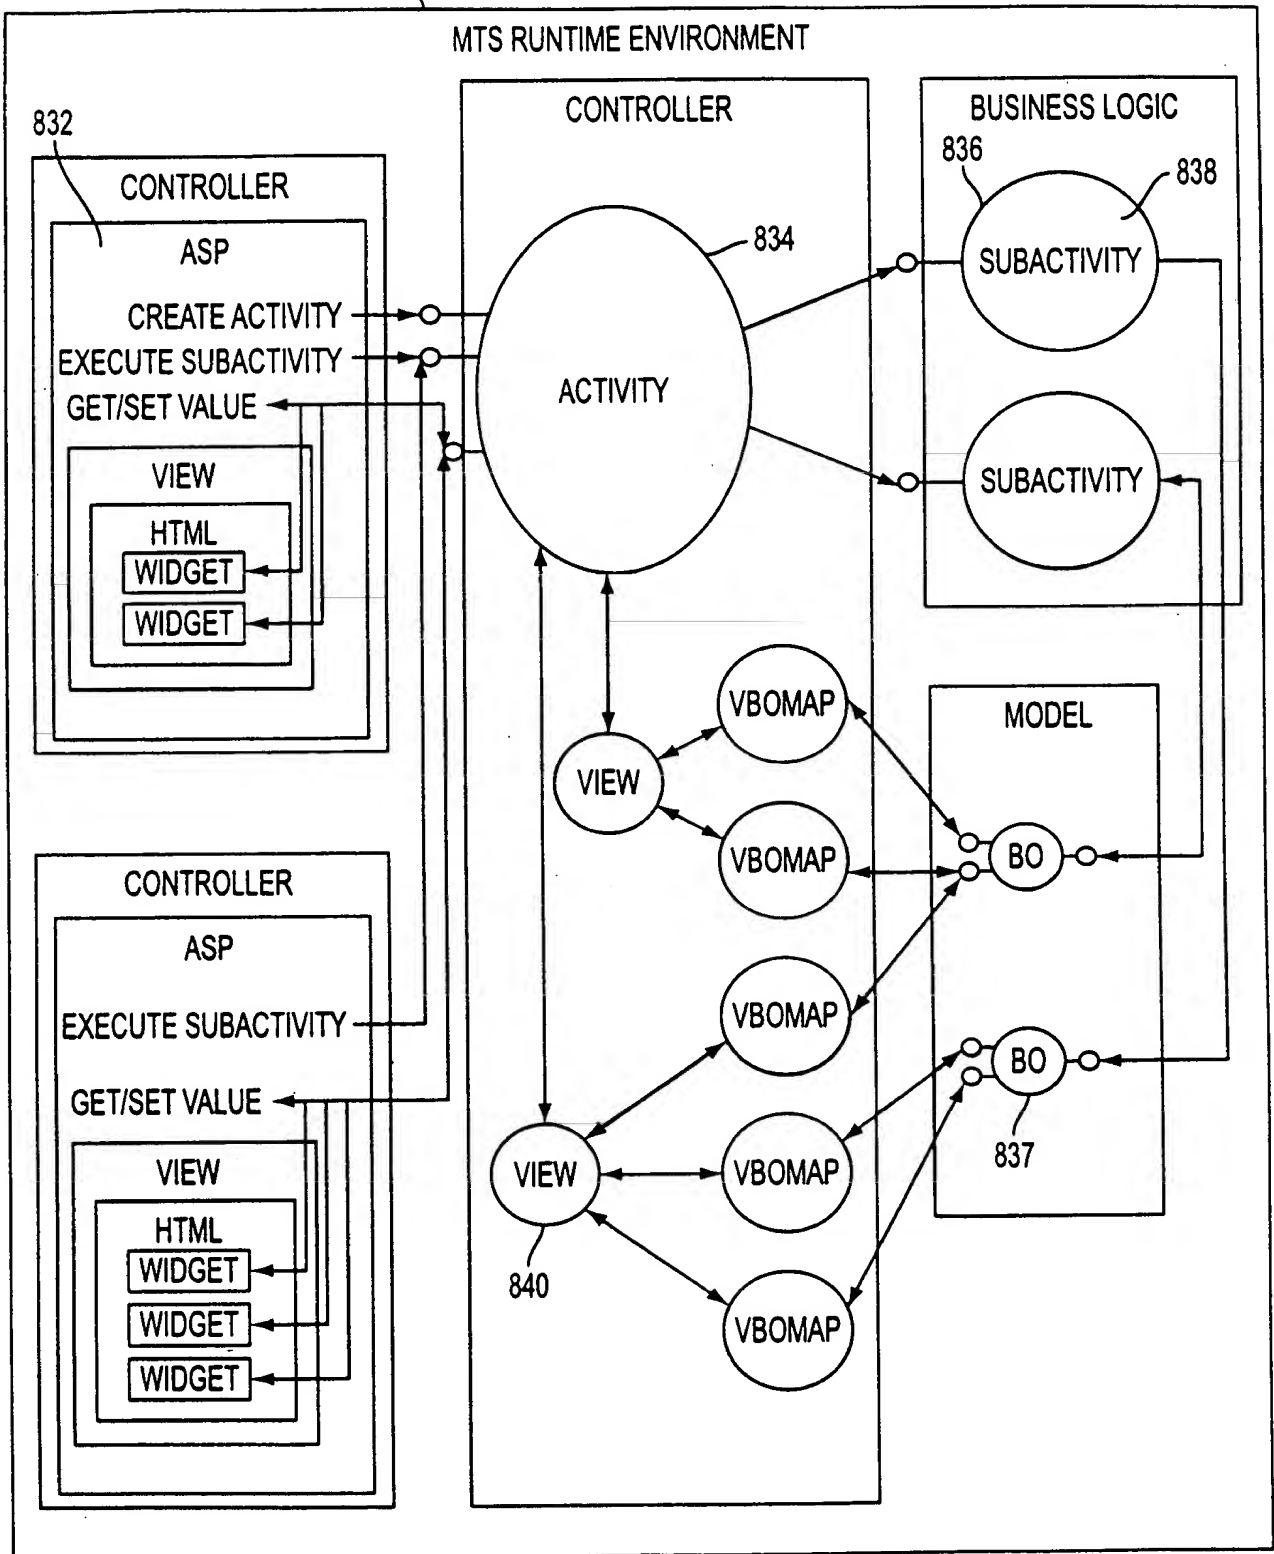 MTS RUNTIME ENVIRONMENT
832
CONTROLLER
ASP
CREATE ACTIVITY
EXECUTE SUBACTIVITY
GET/SET VALUE
VIEW
HTML
WIDGET
WIDGET
CONTROLLER
ASP
EXECUTE SUBACTIVITY
GET/SET VALUE
VIEW
HTML
WIDGET
WIDGET
WIDGET
CONTROLLER
834
ACTIVITY
VBOMAP
VIEW
VBOMAP
VBOMAP
VIEW
840
VBOMAP
VBOMAP
BUSINESS LOGIC
836
838
SUBACTIVITY
SUBACTIVITY
MODEL
BO
BO
837